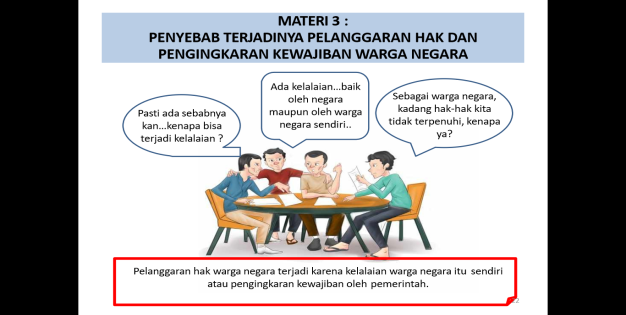 MATERI 3 :
PENYEBAB TERJADINYA PELANGGARAN HAK DAN
PENGINGKARAN KEWAJIBAN WARGA NEGARA
Pasti ada sebabnya
kan...kenapa bisa
terjadi kelalaian ?
Ada kelalaian...baik
oleh negara
maupun oleh warga
negara sendiri..
Sebagai warga negara,
kadang hak-hak kita
tidak terpenuhi, kenapa
ya?
Pelanggaran hak warga negara terjadi karena kelalaian warga negara itu sendiri
atau pengingkaran kewajiban oleh pemerintah.